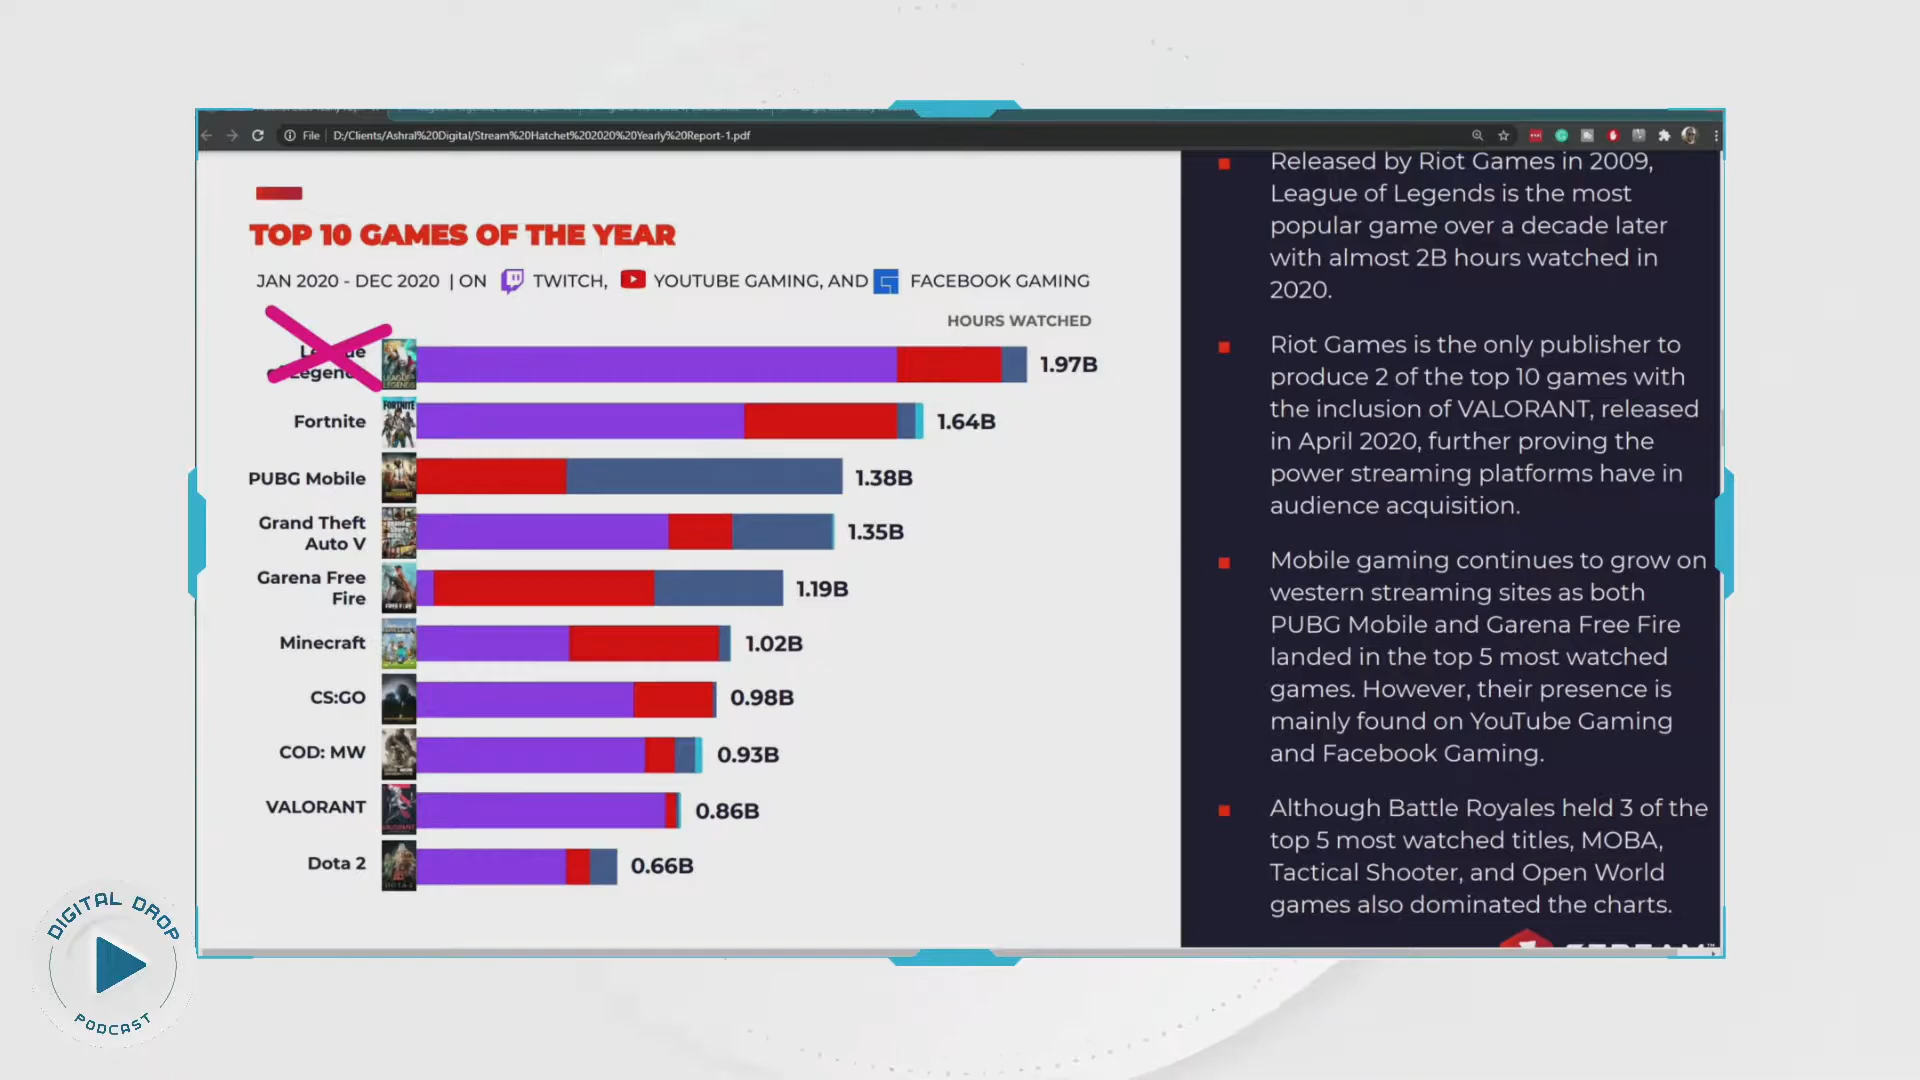 File D:/Clients/Ashral%20Digital/Stream%20Hatchet%202020%20Yearly%20Report-1.pdf
TOP 10 GAMES OF THE YEAR
JAN 2020 - DEC 2020 | ON TWITCH, YOUTUBE GAMING, AND FACEBOOK GAMING
HOURS WATCHED
League
of Legends
1.97B
FORTNITE
Fortnite
1.64B
PUBG Mobile
1.38B
Grand Theft
Auto V
1.35B
Garena Free
Fire
1.19B
Minecraft
1.02B
CS:GO
0.98B
COD: MW
0.93B
VALORANT
0.86B
Dota 2
0.66B
Released by Riot Games in 2009,
League of Legends is the most
popular game over a decade later
with almost 2B hours watched in
2020.
Riot Games is the only publisher to
produce 2 of the top 10 games with
the inclusion of VALORANT, released
in April 2020, further proving the
power streaming platforms have in
audience acquisition.
Mobile gaming continues to grow on
western streaming sites as both
PUBG Mobile and Garena Free Fire
landed in the top 5 most watched
games. However, their presence is
mainly found on YouTube Gaming
and Facebook Gaming.
Although Battle Royales held 3 of the
top 5 most watched titles, MOBA,
Tactical Shooter, and Open World
games also dominated the charts.
DIGITAL DROP
PODCAST